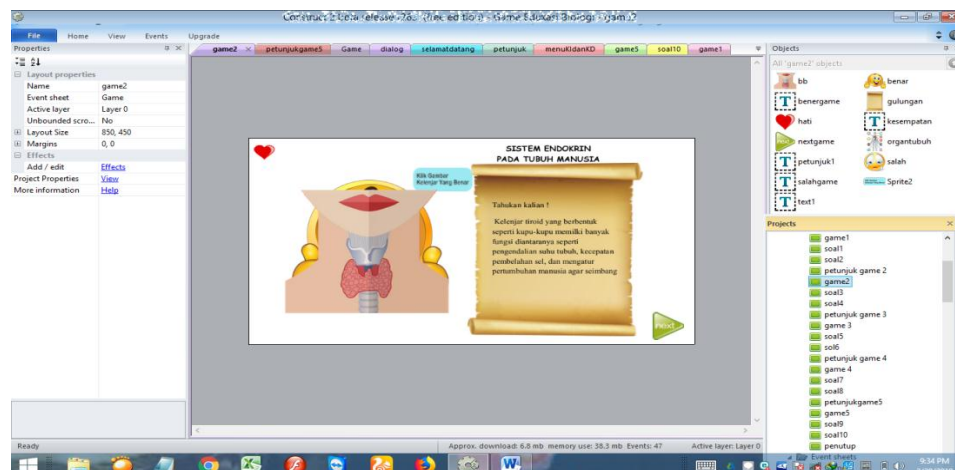 Construct 2 beta release
File Home View Events Upgrade
Properties
Layout properties
Name game2
Event sheet Game
Active layer Layer 0
Unbounded scro... No
Layout Size 850, 450
Margins 0, 0
Effects
Add / edit Effects
Project Properties View
More information Help
game2 petunjukgame5 Game dialog selamatdatang petunjuk menuKIdanKD game5 soal10 game1
SISTEM ENDOKRIN
PADA TUBUH MANUSIA
Klik Gambar
Kelenjar Yang Benar
Tahukan kalian !
Kelenjar tiroid yang berbentuk
seperti kupu-kupu memilki banyak
fungsi diantaranya seperti
pengendalian suhu tubuh, kecepatan
pembelahan sel, dan mengatur
pertumbuhan manusia agar seimbang
next
Objects
All 'game2' objects
bb benar
benergame gulungan
hati kesempatan
nextgame organtubuh
petunjuk1 salah
salahgame Sprite2
text1
Projects
game1
soal1
soal2
petunjuk game 2
game2
soal3
soal4
petunjuk game 3
game 3
soal5
sol6
petunjuk game 4
game 4
soal7
soal8
petunjukgame5
game5
soal9
soal10
penutup
Event sheets
Ready
Approx. download: 6.8 mb memory use: 38.3 mb Events: 47 Active layer: Layer 0
9:34 PM